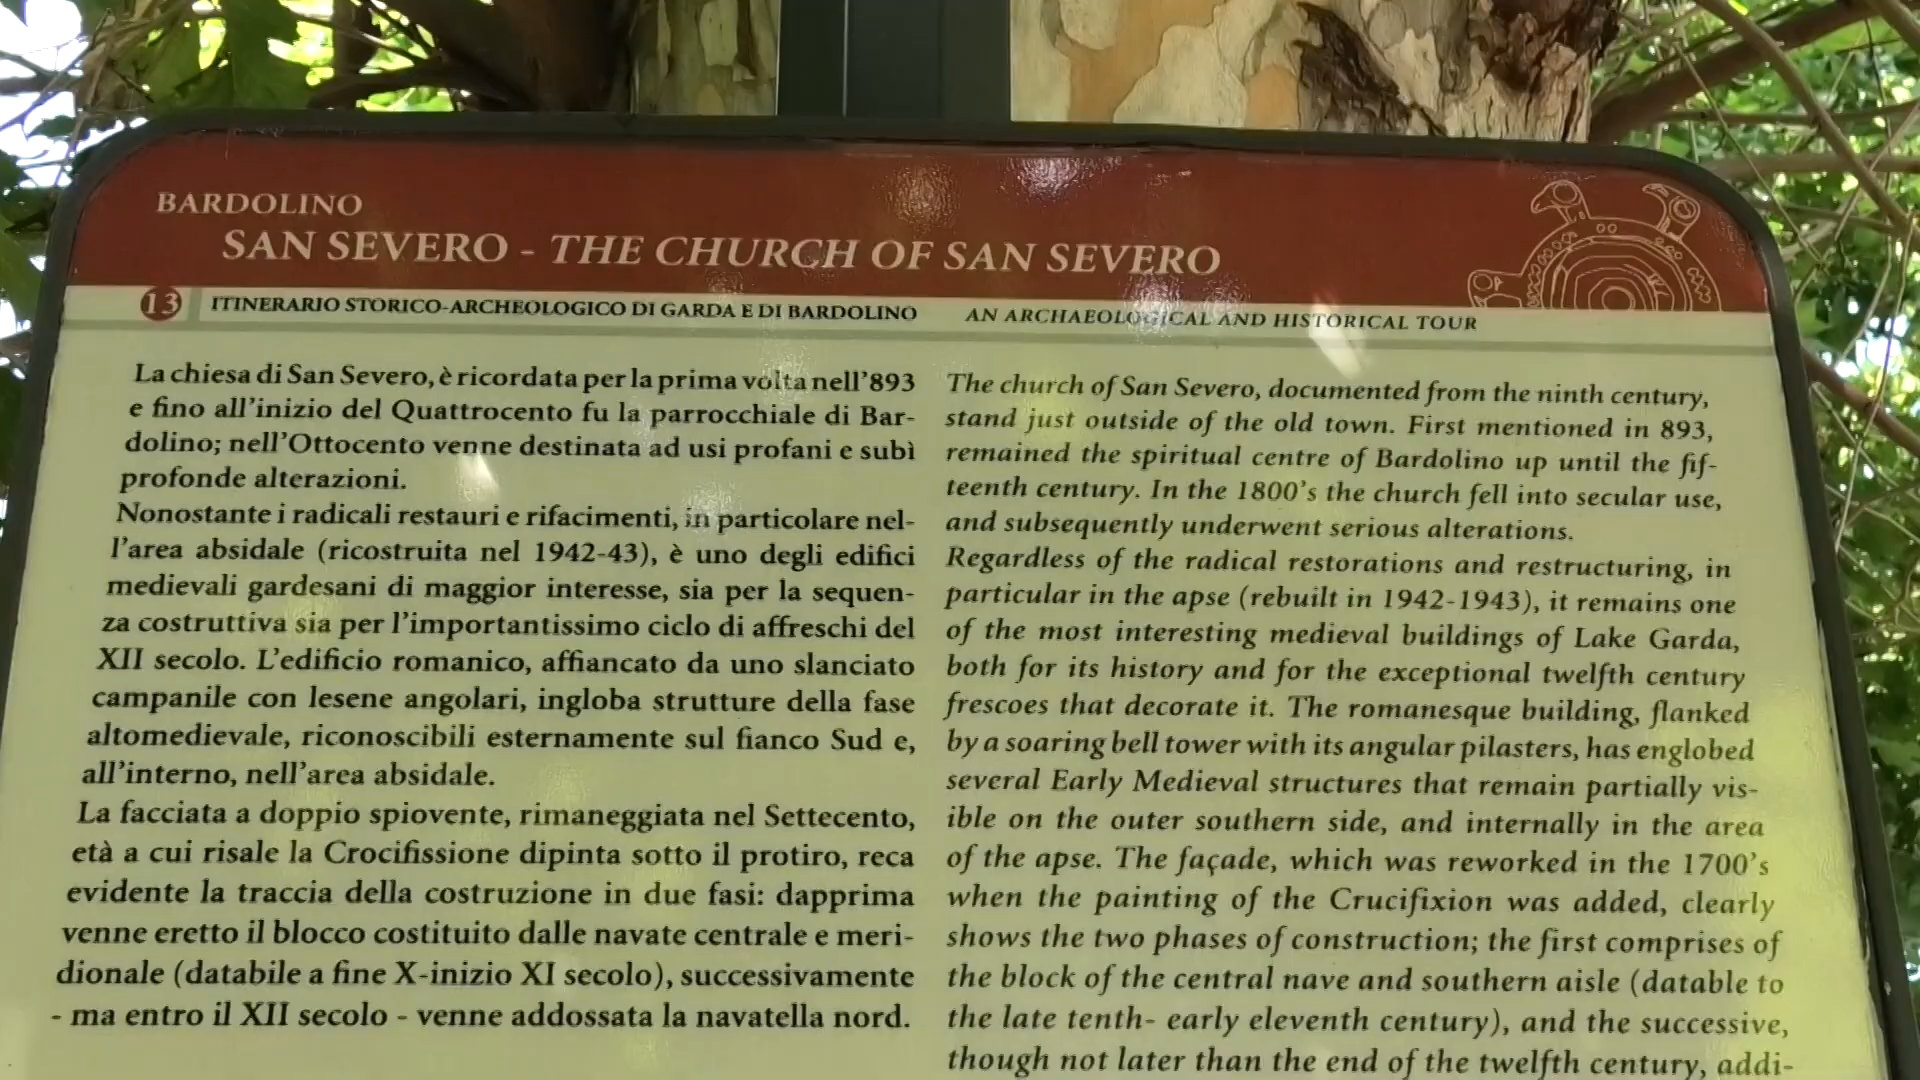 BARDOLINO
SAN SEVERO - THE CHURCH OF SAN SEVERO
13 ITINERARIO STORICO-ARCHEOLOGICO DI GARDA E DI BARDOLINO
AN ARCHAEOLOGICAL AND HISTORICAL TOUR
La chiesa di San Severo, è ricordata per la prima volta nell'893
e fino all'inizio del Quattrocento fu la parrocchiale di Bar-
dolino; nell'Ottocento venne destinata ad usi profani e subì
profonde alterazioni.
Nonostante i radicali restauri e rifacimenti, in particolare nel-
l'area absidale (ricostruita nel 1942-43), è uno degli edifici
medievali gardesani di maggior interesse, sia per la sequen-
za costruttiva sia per l'importantissimo ciclo di affreschi del
XII secolo. L'edificio romanico, affiancato da uno slanciato
campanile con lesene angolari, ingloba strutture della fase
altomedievale, riconoscibili esternamente sul fianco Sud e,
all'interno, nell'area absidale.
La facciata a doppio spiovente, rimaneggiata nel Settecento,
età a cui risale la Crocifissione dipinta sotto il protiro, reca
evidente la traccia della costruzione in due fasi: dapprima
venne eretto il blocco costituito dalle navate centrale e meri-
dionale (databile a fine X-inizio XI secolo), successivamente
- ma entro il XII secolo - venne addossata la navatella nord.
The church of San Severo, documented from the ninth century,
stand just outside of the old town. First mentioned in 893,
remained the spiritual centre of Bardolino up until the fif-
teenth century. In the 1800's the church fell into secular use,
and subsequently underwent serious alterations.
Regardless of the radical restorations and restructuring, in
particular in the apse (rebuilt in 1942-1943), it remains one
of the most interesting medieval buildings of Lake Garda,
both for its history and for the exceptional twelfth century
frescoes that decorate it. The romanesque building, flanked
by a soaring bell tower with its angular pilasters, has englobed
several Early Medieval structures that remain partially vis-
ible on the outer southern side, and internally in the area
of the apse. The façade, which was reworked in the 1700's
when the painting of the Crucifixion was added, clearly
shows the two phases of construction; the first comprises of
the block of the central nave and southern aisle (datable to
the late tenth- early eleventh century), and the successive,
though not later than the end of the twelfth century, addi-